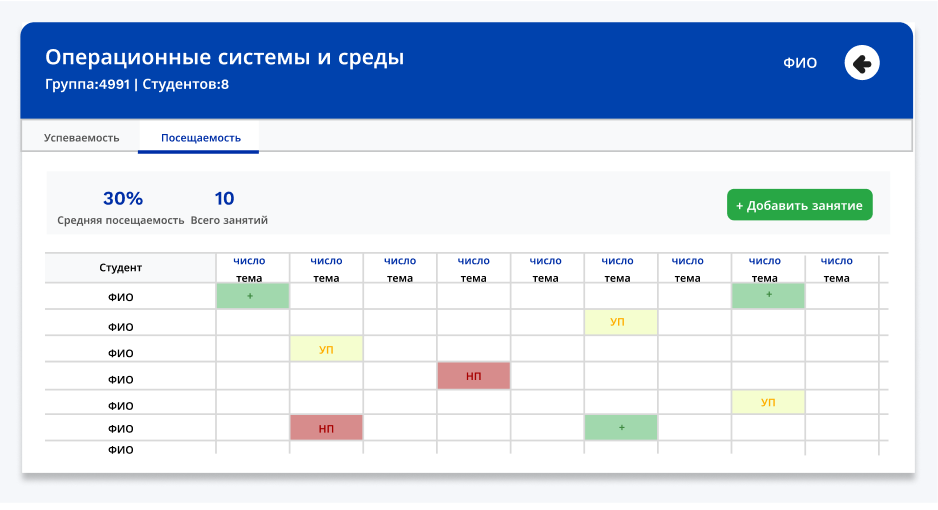 Операционные системы и среды
Группа:4991 | Студентов:8
ФИО
Успеваемость Посещаемость
30% 10
Средняя посещаемость Всего занятий
+ Добавить занятие
Студент число число число число число число число число число
тема тема тема тема тема тема тема тема тема
ФИО + +
ФИО УП
ФИО УП
ФИО НП
ФИО УП
ФИО НП +
ФИО